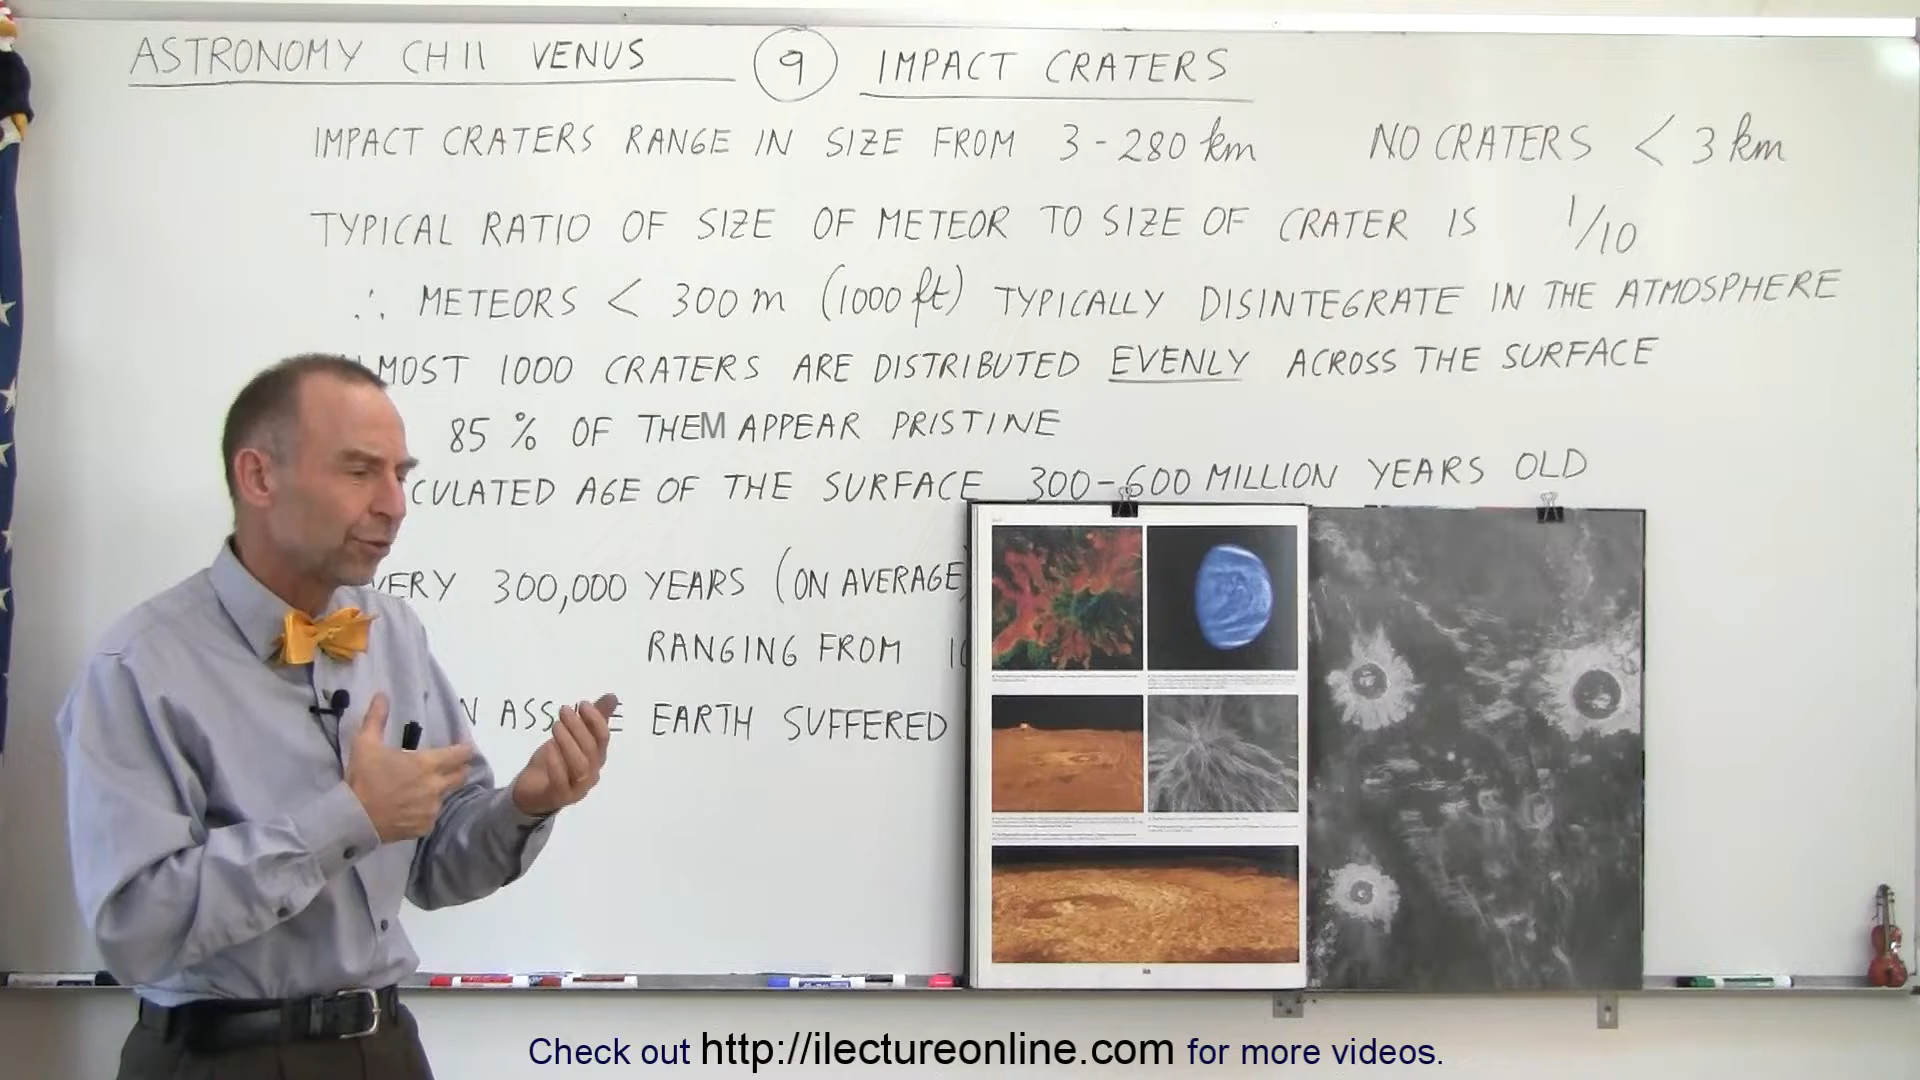 ASTRONOMY CH 11 VENUS 9 IMPACT CRATERS
IMPACT CRATERS RANGE IN SIZE FROM 3-280 km NO CRATERS < 3 km
TYPICAL RATIO OF SIZE OF METEOR TO SIZE OF CRATER IS 1/10
∴ METEORS < 300 m (1000 ft) TYPICALLY DISINTEGRATE IN THE ATMOSPHERE
MOST 1000 CRATERS ARE DISTRIBUTED EVENLY ACROSS THE SURFACE
85 % OF THEM APPEAR PRISTINE
CULATED AGE OF THE SURFACE 300-600 MILLION YEARS OLD
VERY 300,000 YEARS (ON AVERAGE)
RANGING FROM
EARTH SUFFERED
Check out http://ilectureonline.com for more videos.